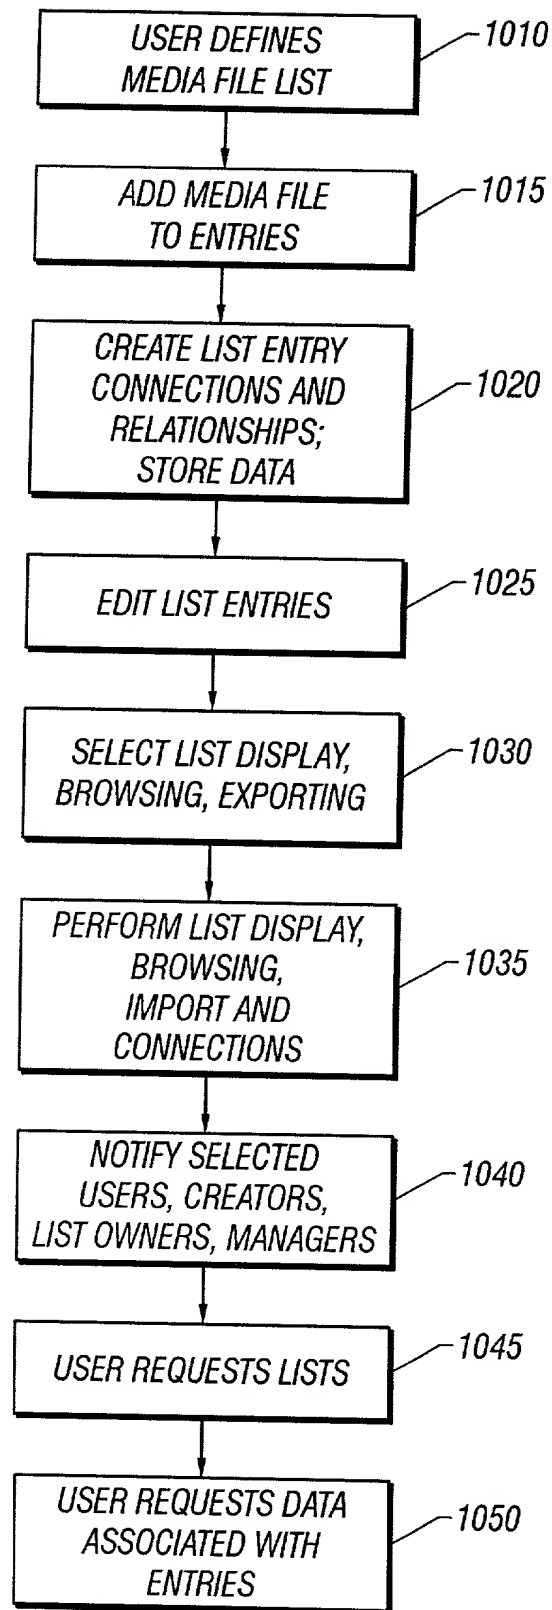 USER DEFINES
MEDIA FILE LIST
1010
ADD MEDIA FILE
TO ENTRIES
1015
CREATE LIST ENTRY
CONNECTIONS AND
RELATIONSHIPS;
STORE DATA
1020
EDIT LIST ENTRIES
1025
SELECT LIST DISPLAY,
BROWSING, EXPORTING
1030
PERFORM LIST DISPLAY,
BROWSING,
IMPORT AND
CONNECTIONS
1035
NOTIFY SELECTED
USERS, CREATORS,
LIST OWNERS, MANAGERS
1040
USER REQUESTS LISTS
1045
USER REQUESTS DATA
ASSOCIATED WITH
ENTRIES
1050